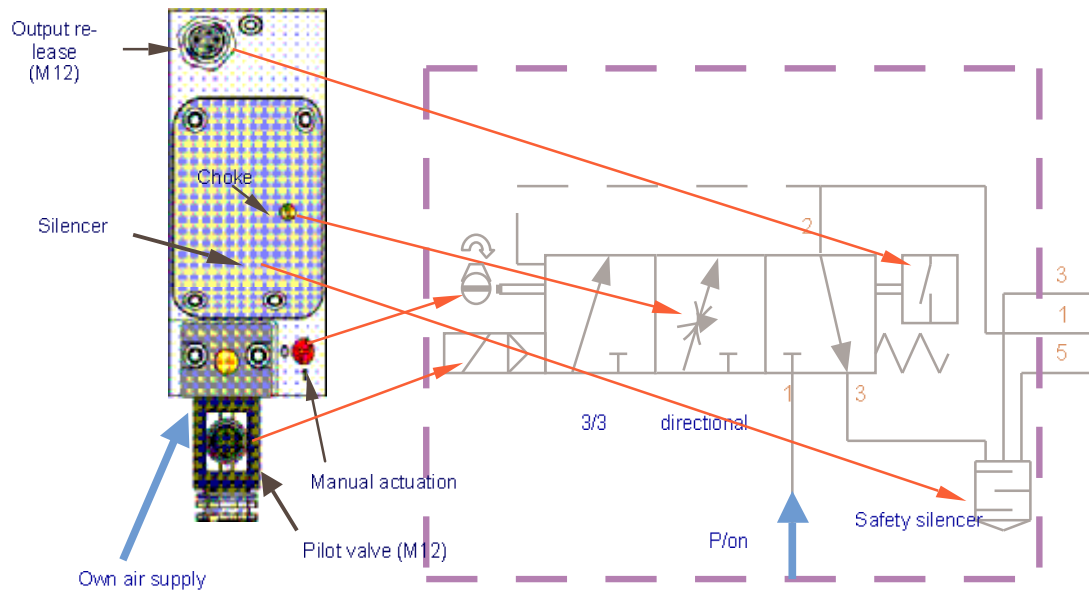 Output re-
lease
(M12)
Choke
Silencer
Manual actuation
Pilot valve (M12)
Own air supply
2
3
1
5
1
3
3/3 directional
Safety silencer
P/on
0